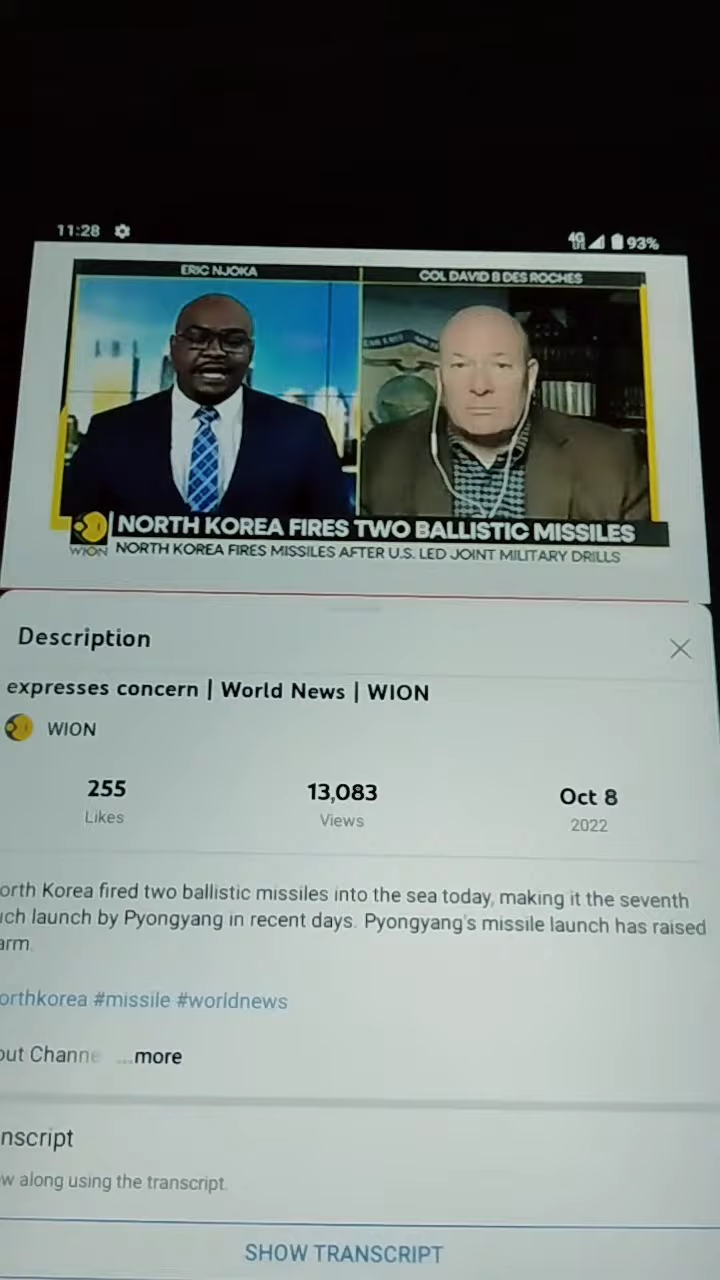 11:28
4G
LTE
93%
ERIC NJOKA
COL DAVID B DES ROCHES
NORTH KOREA FIRES TWO BALLISTIC MISSILES
WION
NORTH KOREA FIRES MISSILES AFTER U.S. LED JOINT MILITARY DRILLS
Description
expresses concern | World News | WION
WION
255
13,083
Oct 8
Likes
Views
2022
orth Korea fired two ballistic missiles into the sea today, making it the seventh
uch launch by Pyongyang in recent days. Pyongyang's missile launch has raised
arm.
orthkorea #missile #worldnews
out Channe ...more
nscript
w along using the transcript.
SHOW TRANSCRIPT